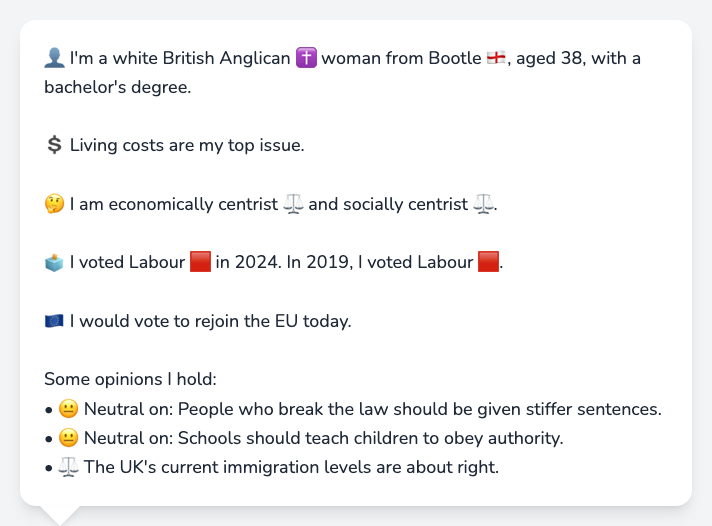 👤 I'm a white British Anglican ✝️ woman from Bootle 🏴󠁧󠁢󠁥󠁮󠁧󠁿, aged 38, with a
bachelor's degree.
💲 Living costs are my top issue.
🤔 I am economically centrist ⚖️ and socially centrist ⚖️.
🗳️ I voted Labour 🟥 in 2024. In 2019, I voted Labour 🟥.
🇪🇺 I would vote to rejoin the EU today.
Some opinions I hold:
• 😐 Neutral on: People who break the law should be given stiffer sentences.
• 😐 Neutral on: Schools should teach children to obey authority.
• ⚖️ The UK's current immigration levels are about right.